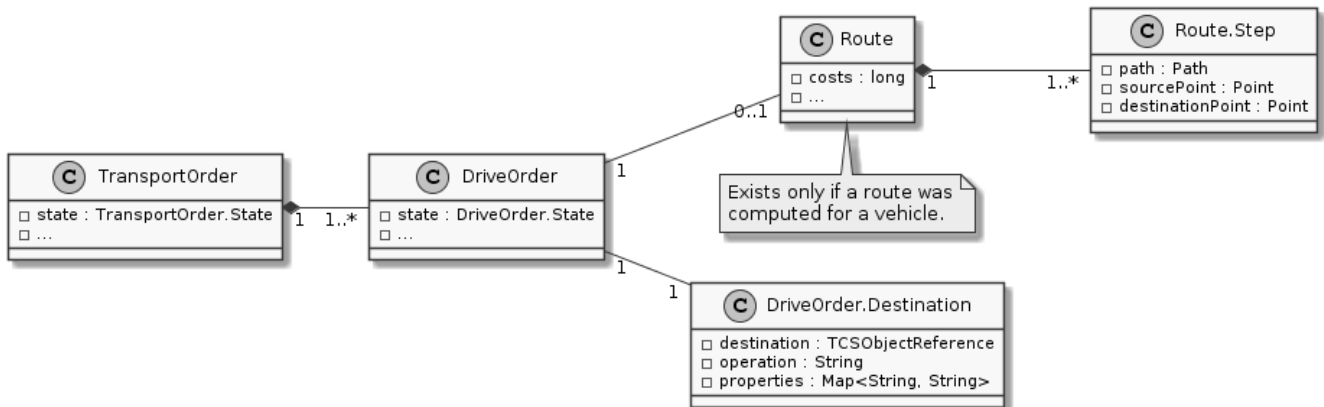 C Route
costs : long
...
C Route.Step
path : Path
sourcePoint : Point
destinationPoint : Point
1
1..*
0..1
1
Exists only if a route was
computed for a vehicle.
C TransportOrder
state : TransportOrder.State
...
1
1..*
C DriveOrder
state : DriveOrder.State
...
1
1
C DriveOrder.Destination
destination : TCSObjectReference
operation : String
properties : Map<String, String>